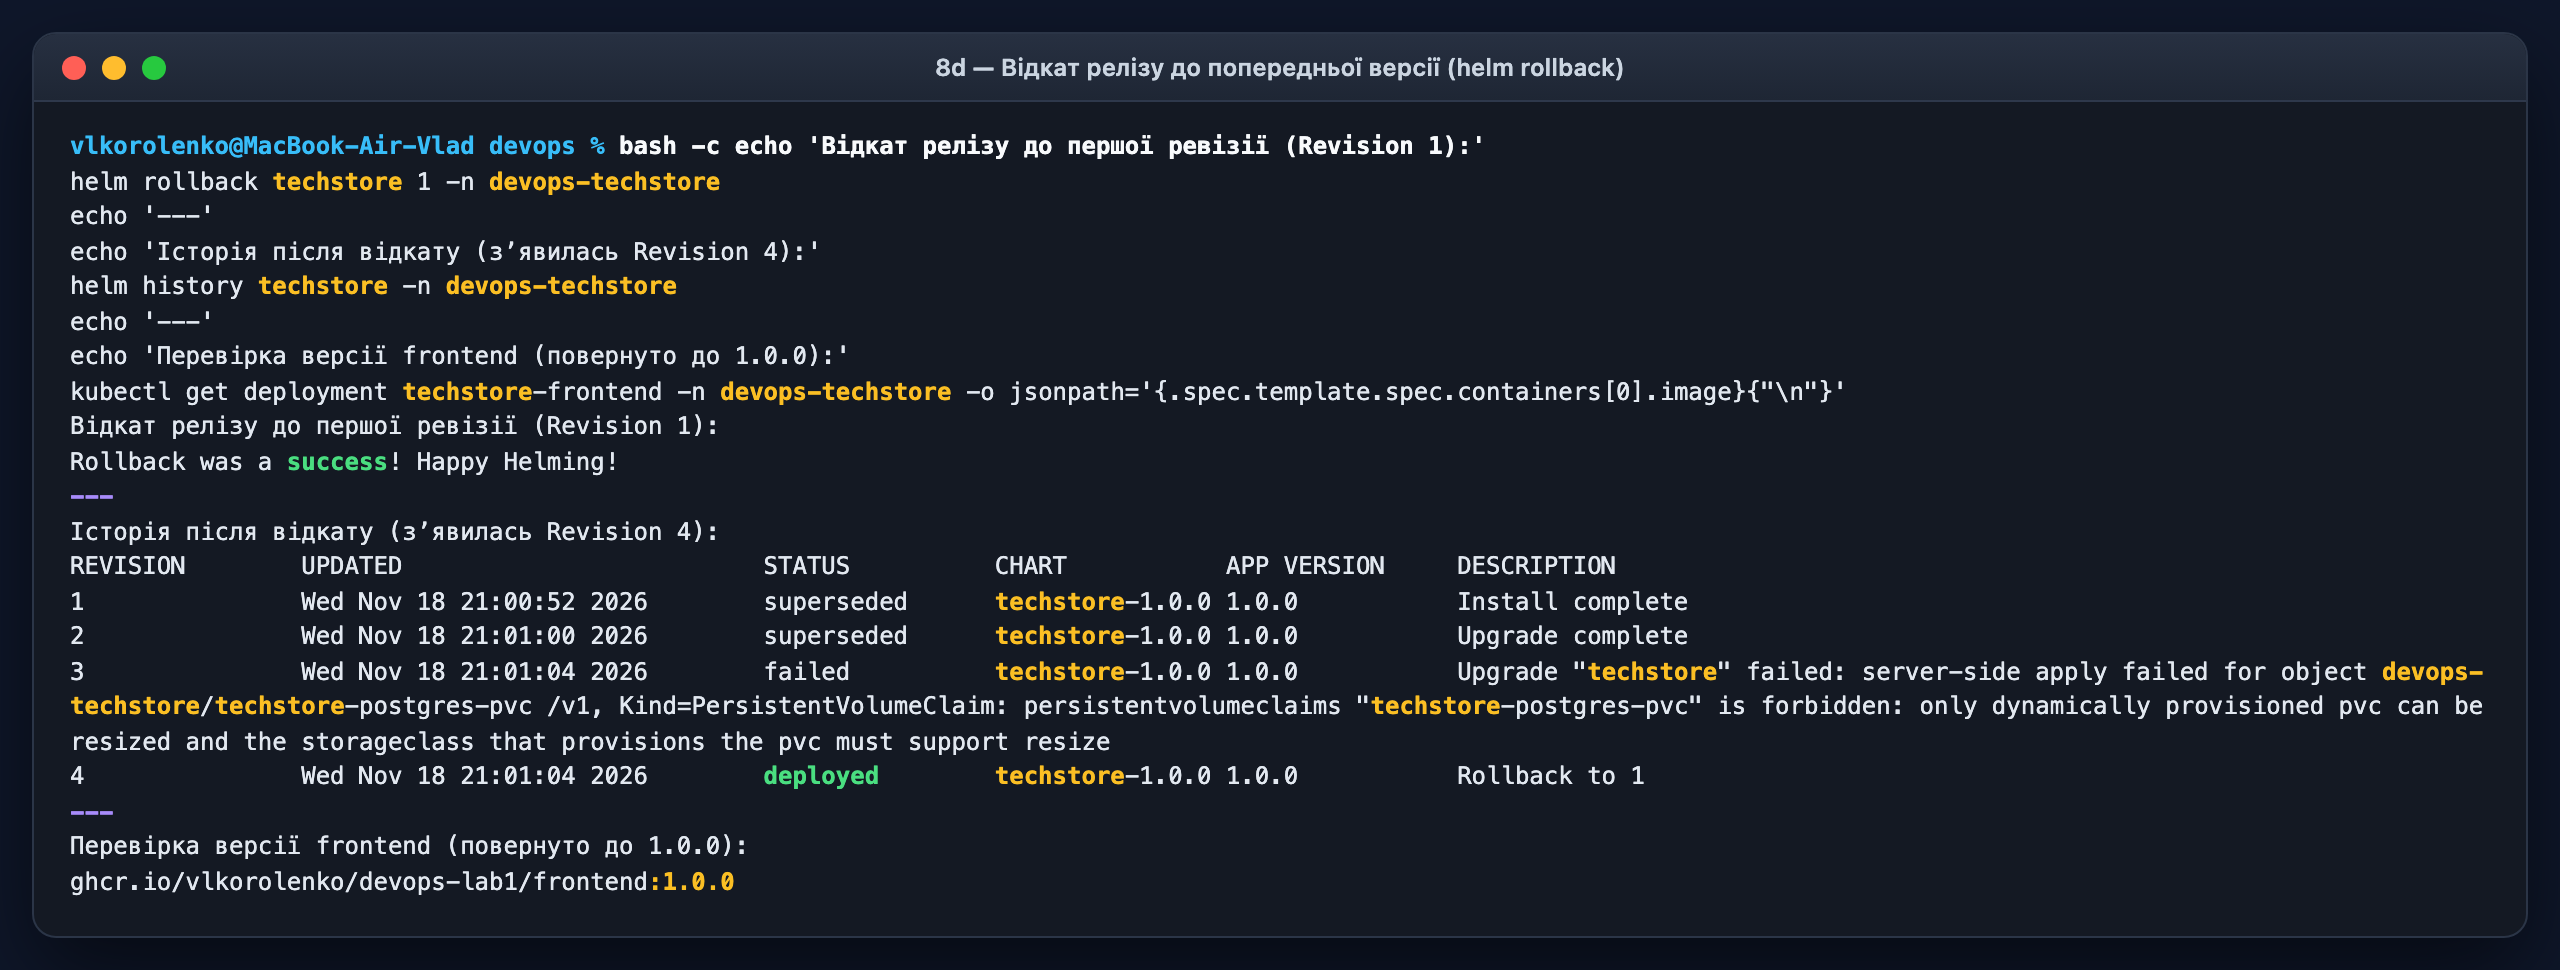 8d — Відкат релізу до попередньої версії (helm rollback)
vlkorolenko@MacBook-Air-Vlad devops % bash -c echo 'Відкат релізу до першої ревізії (Revision 1):'
helm rollback techstore 1 -n devops-techstore
echo '---'
echo 'Історія після відкату (з’явилась Revision 4):'
helm history techstore -n devops-techstore
echo '---'
echo 'Перевірка версії frontend (повернуто до 1.0.0):'
kubectl get deployment techstore-frontend -n devops-techstore -o jsonpath='{.spec.template.spec.containers[0].image}{"\n"}'
Відкат релізу до першої ревізії (Revision 1):
Rollback was a success! Happy Helming!
---
Історія після відкату (з’явилась Revision 4):
REVISION UPDATED STATUS CHART APP VERSION DESCRIPTION
1 Wed Nov 18 21:00:52 2026 superseded techstore-1.0.0 1.0.0 Install complete
2 Wed Nov 18 21:01:00 2026 superseded techstore-1.0.0 1.0.0 Upgrade complete
3 Wed Nov 18 21:01:04 2026 failed techstore-1.0.0 1.0.0 Upgrade "techstore" failed: server-side apply failed for object devops-
techstore/techstore-postgres-pvc /v1, Kind=PersistentVolumeClaim: persistentvolumeclaims "techstore-postgres-pvc" is forbidden: only dynamically provisioned pvc can be
resized and the storageclass that provisions the pvc must support resize
4 Wed Nov 18 21:01:04 2026 deployed techstore-1.0.0 1.0.0 Rollback to 1
---
Перевірка версії frontend (повернуто до 1.0.0):
ghcr.io/vlkorolenko/devops-lab1/frontend:1.0.0